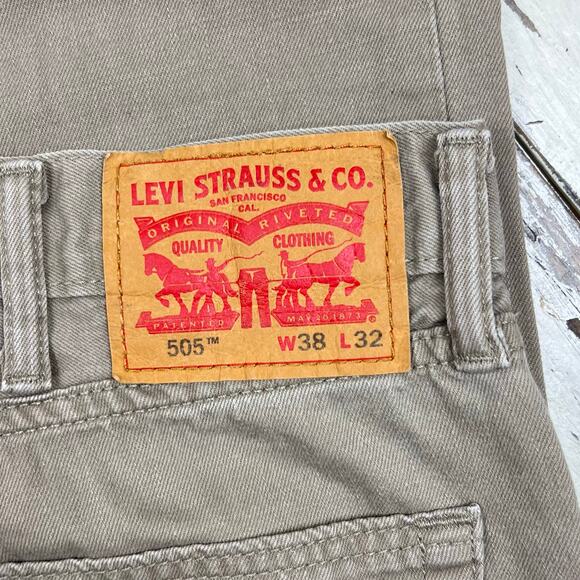 LEVI STRAUSS & CO.
SAN FRANCISCO
CAL.
ORIGINAL RIVETED
QUALITY CLOTHING
PATENTED MAY 20 1873
505™ W38 L32